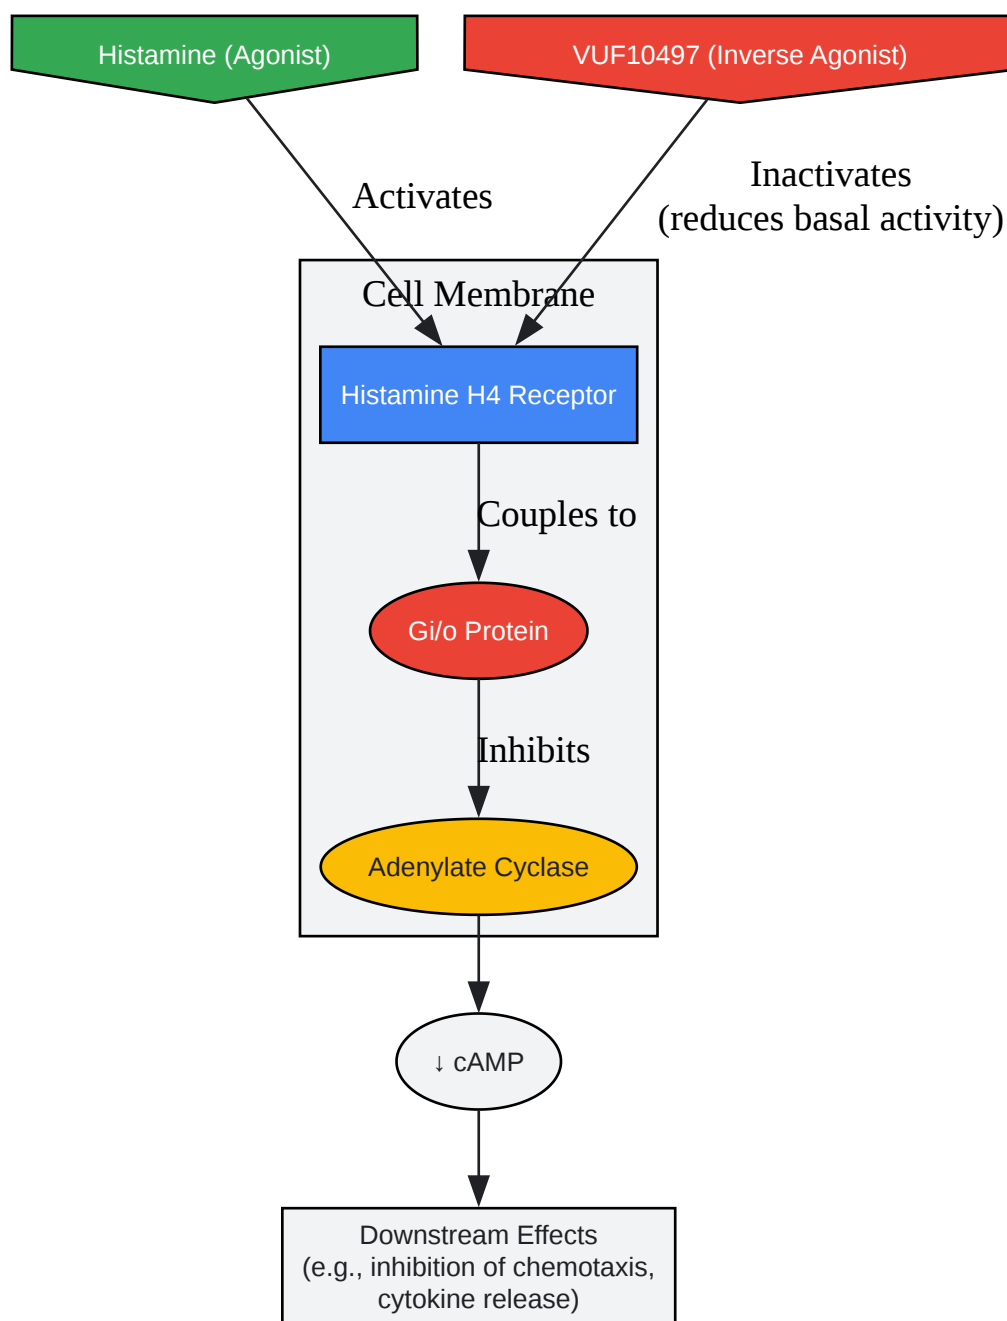 Histamine (Agonist)
VUF10497 (Inverse Agonist)
Activates
Inactivates
(reduces basal activity)
Cell Membrane
Histamine H4 Receptor
Couples to
Gi/o Protein
Inhibits
Adenylate Cyclase
↓ cAMP
Downstream Effects
(e.g., inhibition of chemotaxis,
cytokine release)